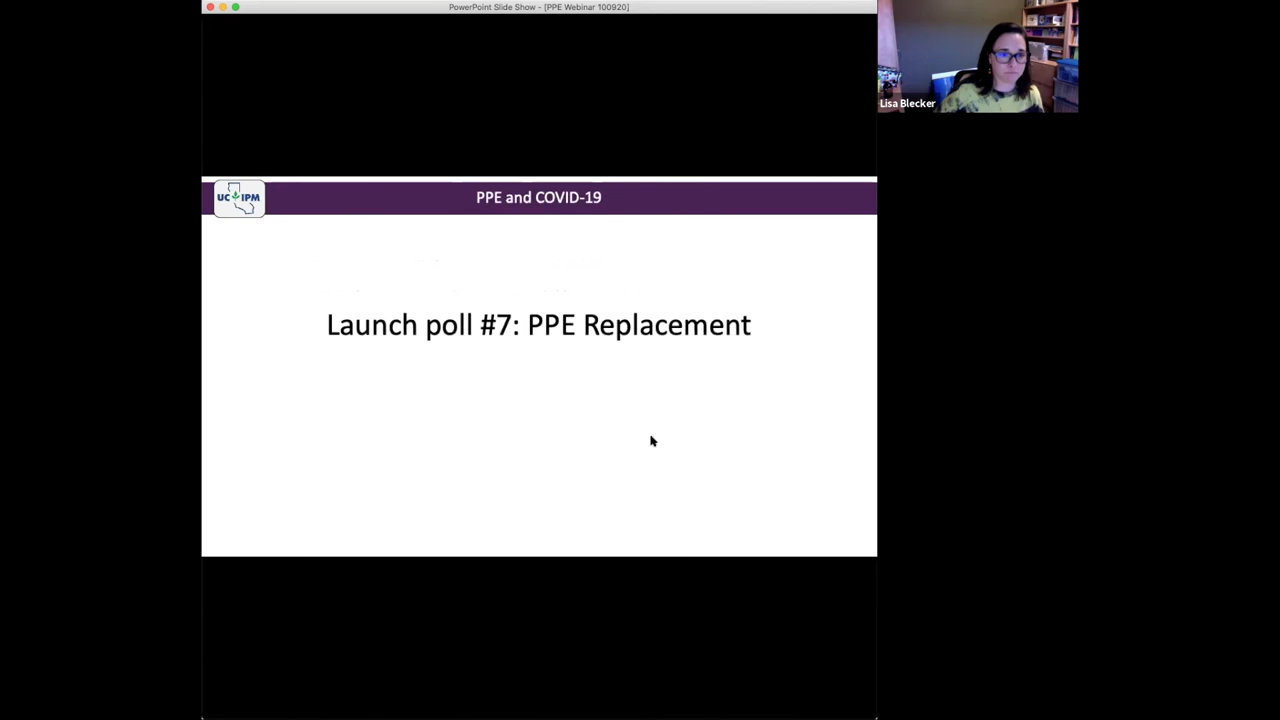 PowerPoint Slide Show - [PPE Webinar 100920]
Lisa Blecker
UC IPM
PPE and COVID-19
Launch poll #7: PPE Replacement